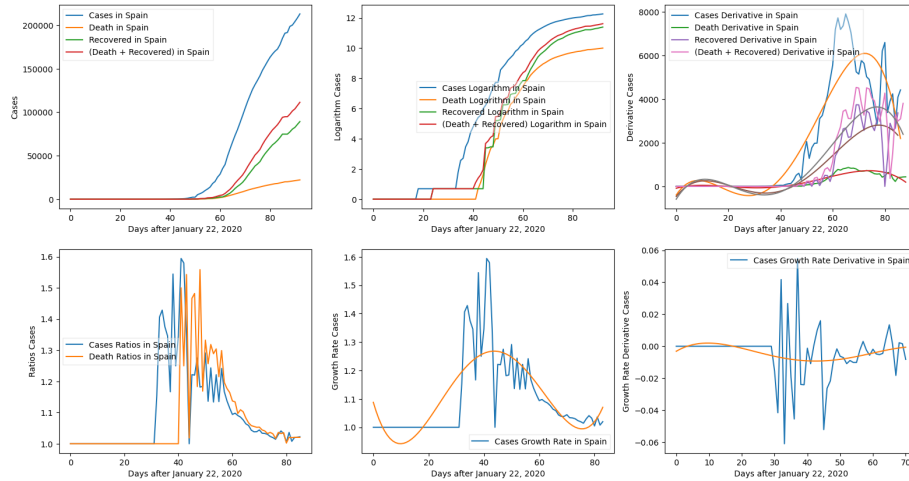 200000
150000
100000
50000
0
Cases
Cases in Spain
Death in Spain
Recovered in Spain
(Death + Recovered) in Spain
0 20 40 60 80
Days after January 22, 2020
12
10
8
6
4
2
0
Logarithm Cases
Cases Logarithm in Spain
Death Logarithm in Spain
Recovered Logarithm in Spain
(Death + Recovered) Logarithm in Spain
0 20 40 60 80
Days after January 22, 2020
8000
6000
4000
2000
0
Derivative Cases
Cases Derivative in Spain
Death Derivative in Spain
Recovered Derivative in Spain
(Death + Recovered) Derivative in Spain
0 20 40 60 80
Days after January 22, 2020
1.6
1.5
1.4
1.3
1.2
1.1
1.0
Ratios Cases
Cases Ratios in Spain
Death Ratios in Spain
0 20 40 60 80
Days after January 22, 2020
1.6
1.5
1.4
1.3
1.2
1.1
1.0
Growth Rate Cases
Cases Growth Rate in Spain
0 20 40 60 80
Days after January 22, 2020
0.06
0.04
0.02
0.00
−0.02
−0.04
−0.06
Growth Rate Derivative Cases
Cases Growth Rate Derivative in Spain
0 10 20 30 40 50 60 70
Days after January 22, 2020